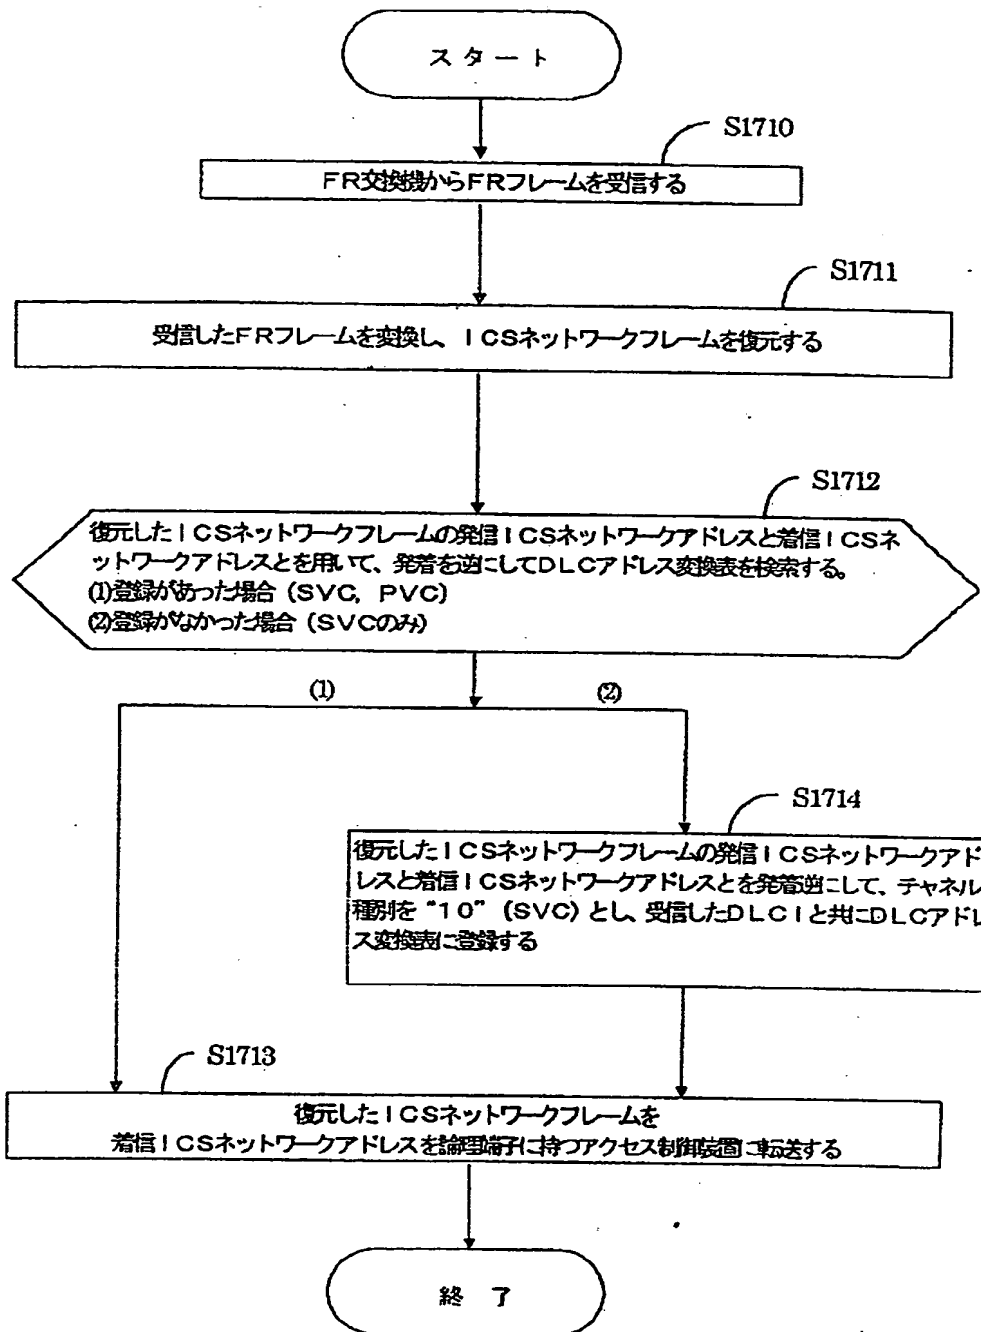 スタート
S1710
FR交換機からFRフレームを受信する
S1711
受信したFRフレームを変換し、ICSネットワークフレームを復元する
S1712
復元したICSネットワークフレームの発信ICSネットワークアドレスと着信ICSネ
ットワークアドレスとを用いて、発着を逆にしてDLCアドレス変換表を検索する。
(1)登録があった場合（SVC, PVC）
(2)登録がなかった場合（SVCのみ）
(1)
(2)
S1714
復元したICSネットワークフレームの発信ICSネットワークアド
レスと着信ICSネットワークアドレスとを発着逆にして、チャネル
種別を“10”（SVC）とし、受信したDLCIと共にDLCアドレ
ス変換表に登録する
S1713
復元したICSネットワークフレームを
着信ICSネットワークアドレスを論理端子に持つアクセス制御装置に転送する
終 了